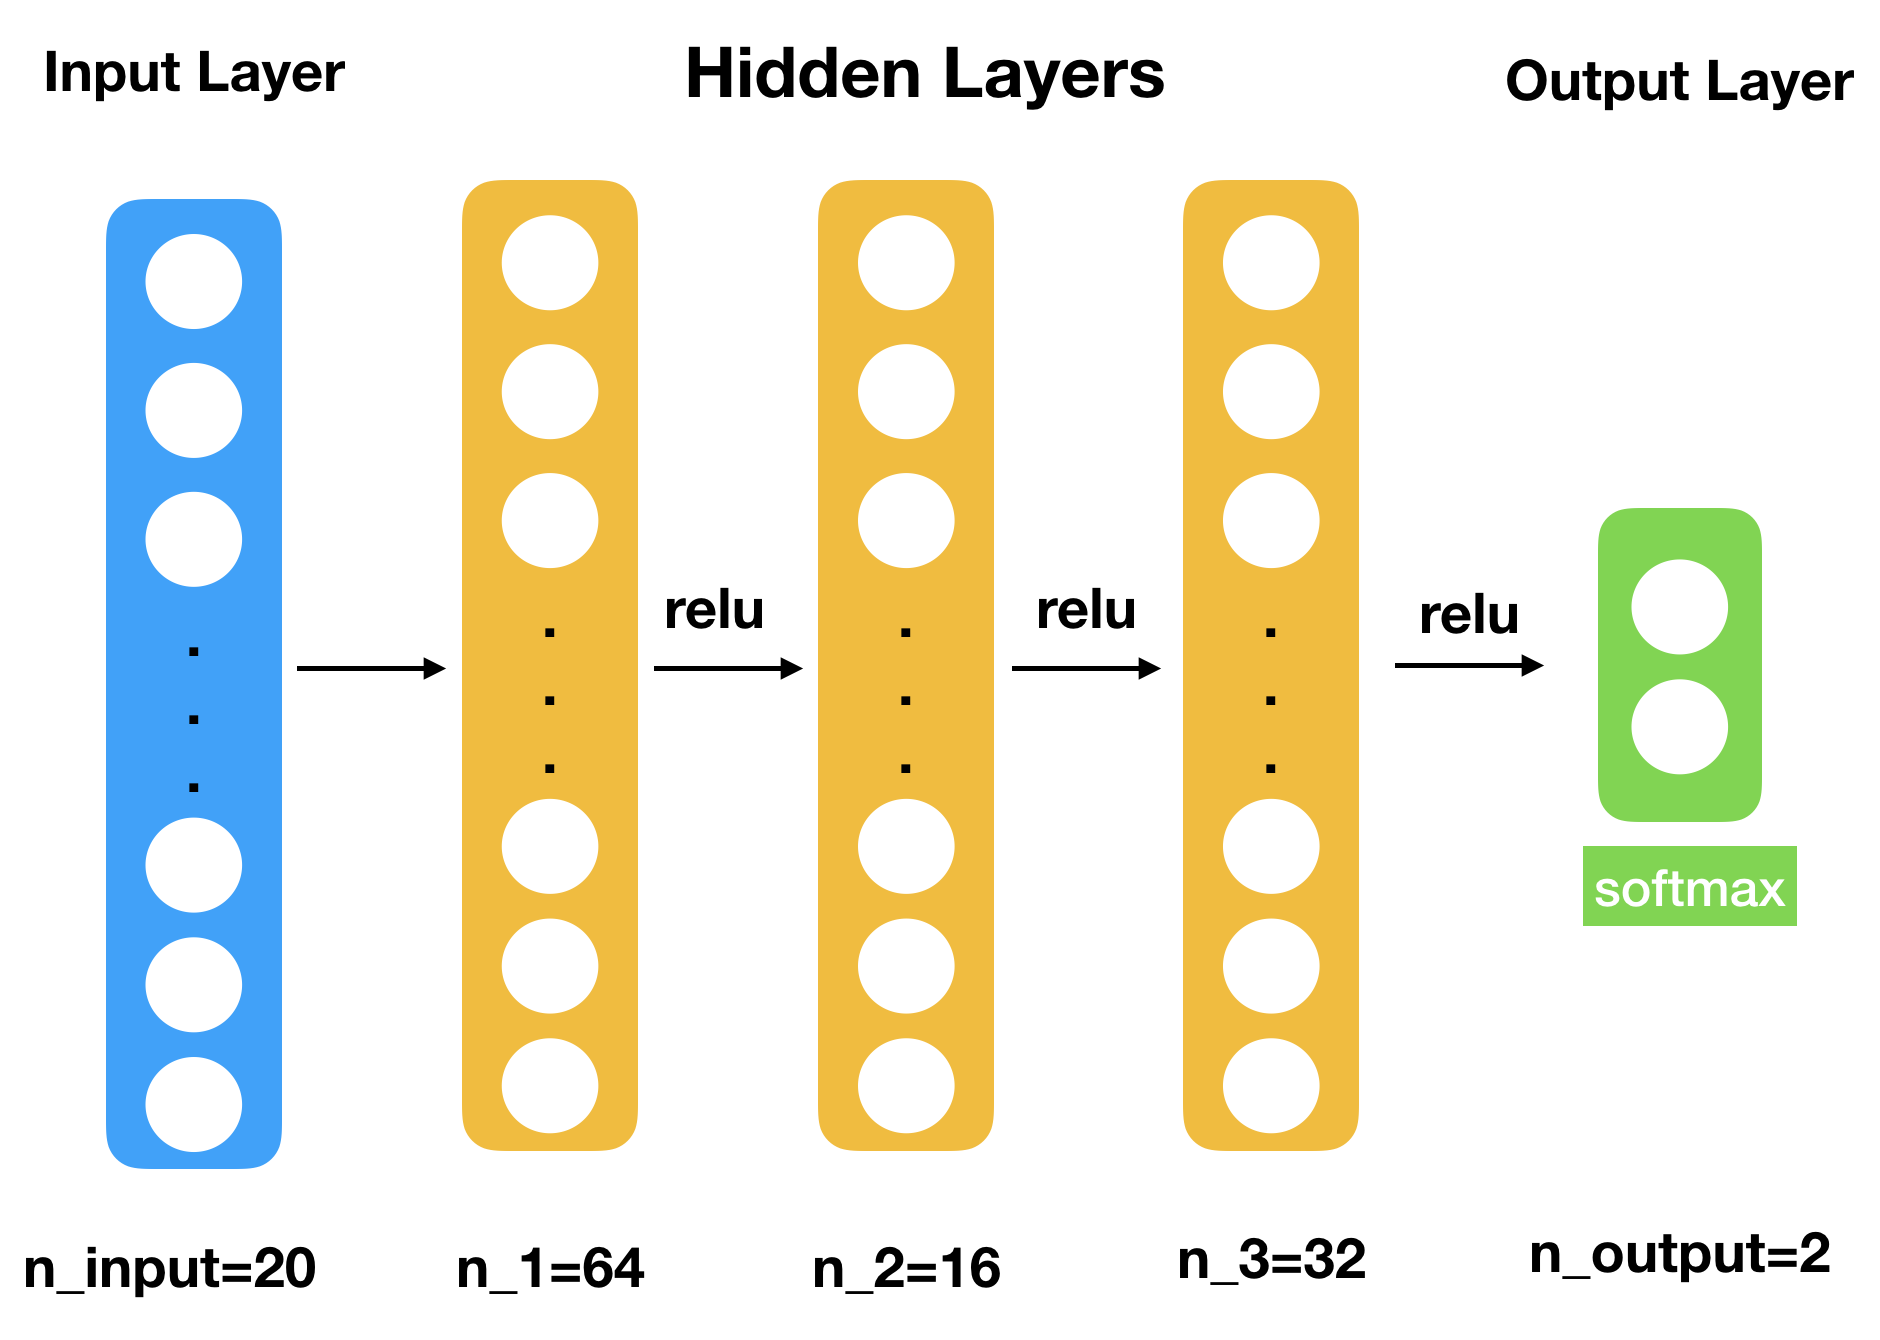 Input Layer
Hidden Layers
Output Layer
relu
relu
relu
softmax
n_input=20
n_1=64
n_2=16
n_3=32
n_output=2